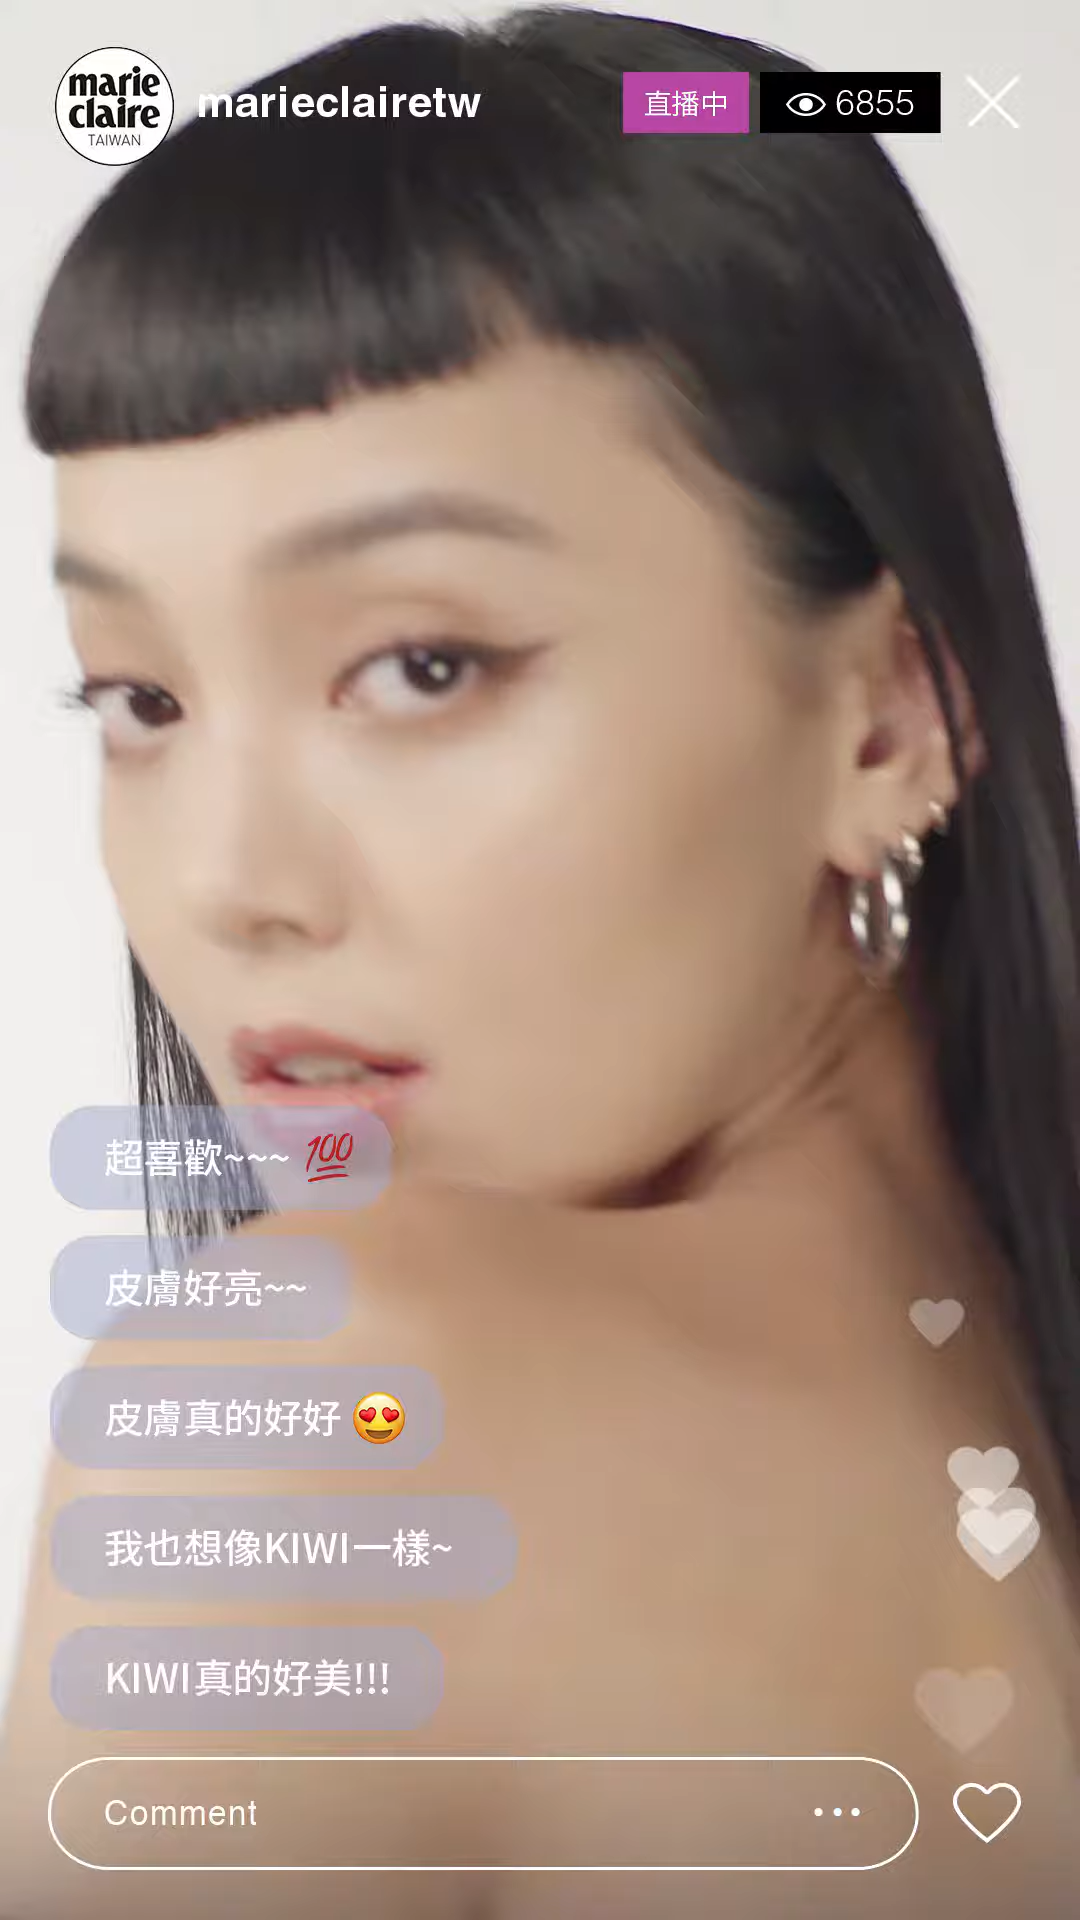 marie
claire
TAIWAN
marieclairetw
直播中
6855
超喜歡~~~ 💯
皮膚好亮~~
皮膚真的好好 😍
我也想像KIWI一樣~
KIWI真的好美!!!
Comment